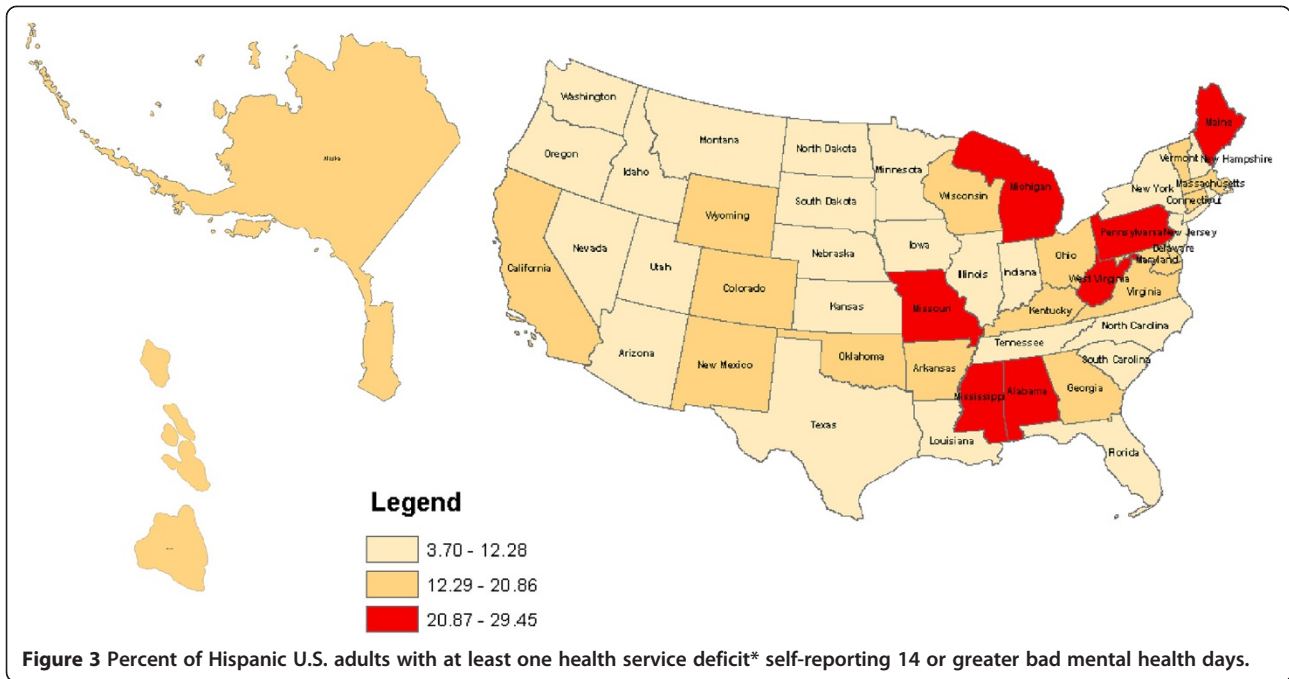 Alaska
Washington
Oregon
Idaho
Montana
North Dakota
South Dakota
Minnesota
Wisconsin
Michigan
Maine
Vermont
New Hampshire
New York
Massachusetts
Connecticut
Wyoming
Nebraska
Iowa
Pennsylvania
New Jersey
California
Nevada
Utah
Colorado
Kansas
Illinois
Indiana
Ohio
Delaware
Maryland
West Virginia
Virginia
Missouri
Kentucky
Arizona
New Mexico
Oklahoma
Arkansas
Tennessee
North Carolina
South Carolina
Texas
Louisiana
Mississippi
Alabama
Georgia
Florida
Legend
3.70 - 12.28
12.29 - 20.86
20.87 - 29.45
Figure 3 Percent of Hispanic U.S. adults with at least one health service deficit* self-reporting 14 or greater bad mental health days.